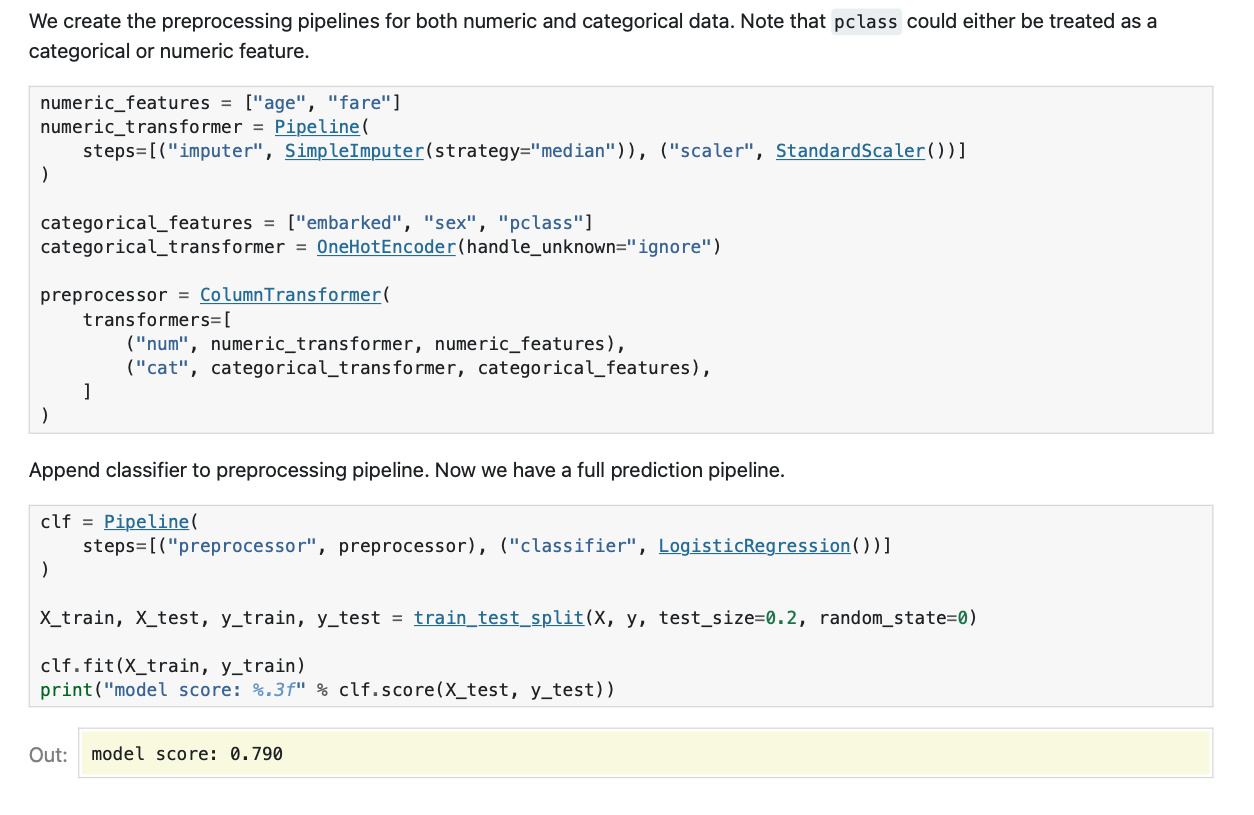 We create the preprocessing pipelines for both numeric and categorical data. Note that pclass could either be treated as a
categorical or numeric feature.
numeric_features = ["age", "fare"]
numeric_transformer = Pipeline(
    steps=[("imputer", SimpleImputer(strategy="median")), ("scaler", StandardScaler())]
)
categorical_features = ["embarked", "sex", "pclass"]
categorical_transformer = OneHotEncoder(handle_unknown="ignore")
preprocessor = ColumnTransformer(
    transformers=[
        ("num", numeric_transformer, numeric_features),
        ("cat", categorical_transformer, categorical_features),
    ]
)
Append classifier to preprocessing pipeline. Now we have a full prediction pipeline.
clf = Pipeline(
    steps=[("preprocessor", preprocessor), ("classifier", LogisticRegression())]
)
X_train, X_test, y_train, y_test = train_test_split(X, y, test_size=0.2, random_state=0)
clf.fit(X_train, y_train)
print("model score: %.3f" % clf.score(X_test, y_test))
Out: model score: 0.790